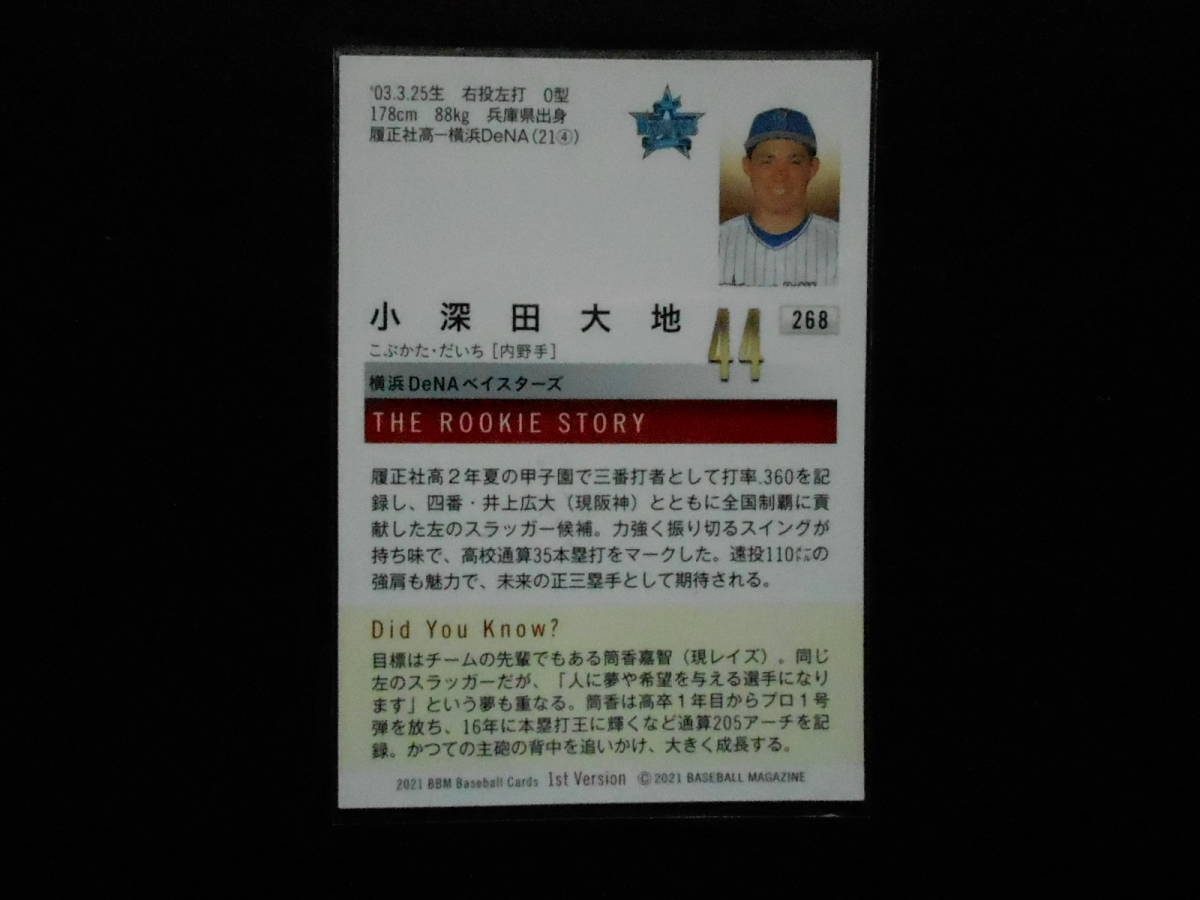 '03.3.25生 右投左打 O型
178cm 88kg 兵庫県出身
履正社高ー横浜DeNA(21④)
小深田大地
44
268
こぶかた・だいち[内野手]
横浜DeNAベイスターズ
THE ROOKIE STORY
履正社高2年夏の甲子園で三番打者として打率.360を記
録し、四番・井上広大(現阪神)とともに全国制覇に貢
献した左のスラッガー候補。力強く振り切るスイングが
持ち味で、高校通算35本塁打をマークした。遠投110㍍の
強肩も魅力で、未来の正三塁手として期待される。
Did You Know?
目標はチームの先輩でもある筒香嘉智(現レイズ)。同じ
左のスラッガーだが、「人に夢や希望を与える選手になり
ます」という夢も重なる。筒香は高卒1年目からプロ1号
弾を放ち、16年に本塁打王に輝くなど通算205アーチを記
録。かつての主砲の背中を追いかけ、大きく成長する。
2021 BBM Baseball Cards 1st Version ©2021 BASEBALL MAGAZINE